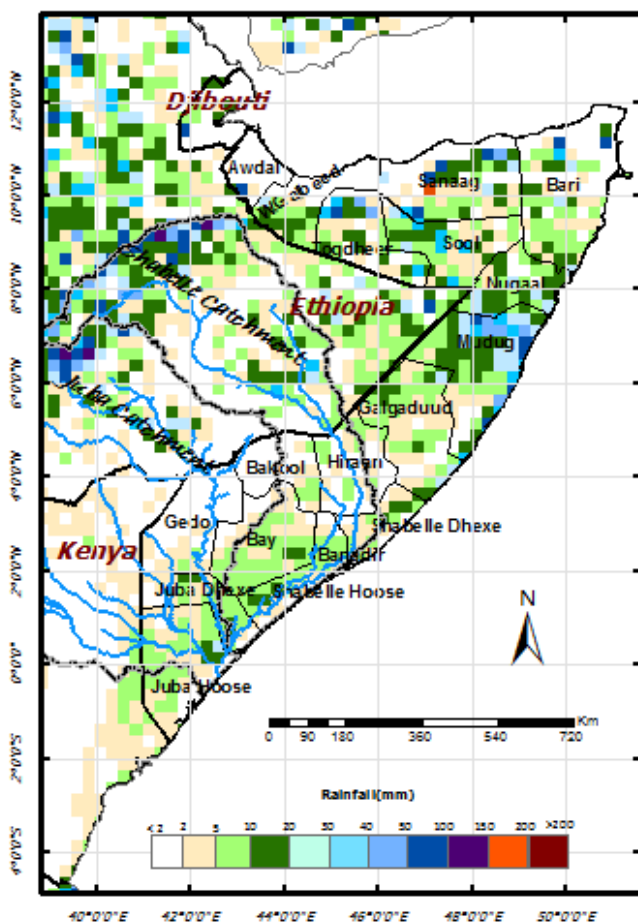 12°0'0"N
Djibouti
Awdal
Sanaag
Bari
10°0'0"N
Togdheer
Sool
Nugaal
8°0'0"N
Shabelle Catchment
Ethiopia
Mudug
6°0'0"N
Juba Catchment
Galgaduud
Bakool
Hiraan
4°0'0"N
Gedo
Shabelle Dhexe
Kenya
Bay
Banadir
2°0'0"N
Juba Dhexe
Shabelle Hoose
N
0°0'0"
Juba Hoose
Km
0 90 180 360 540 720
2°0'0"S
Rainfall(mm)
< 2 2 5 10 20 30 40 50 100 150 200 >200
4°0'0"S
40°0'0"E 42°0'0"E 44°0'0"E 46°0'0"E 48°0'0"E 50°0'0"E